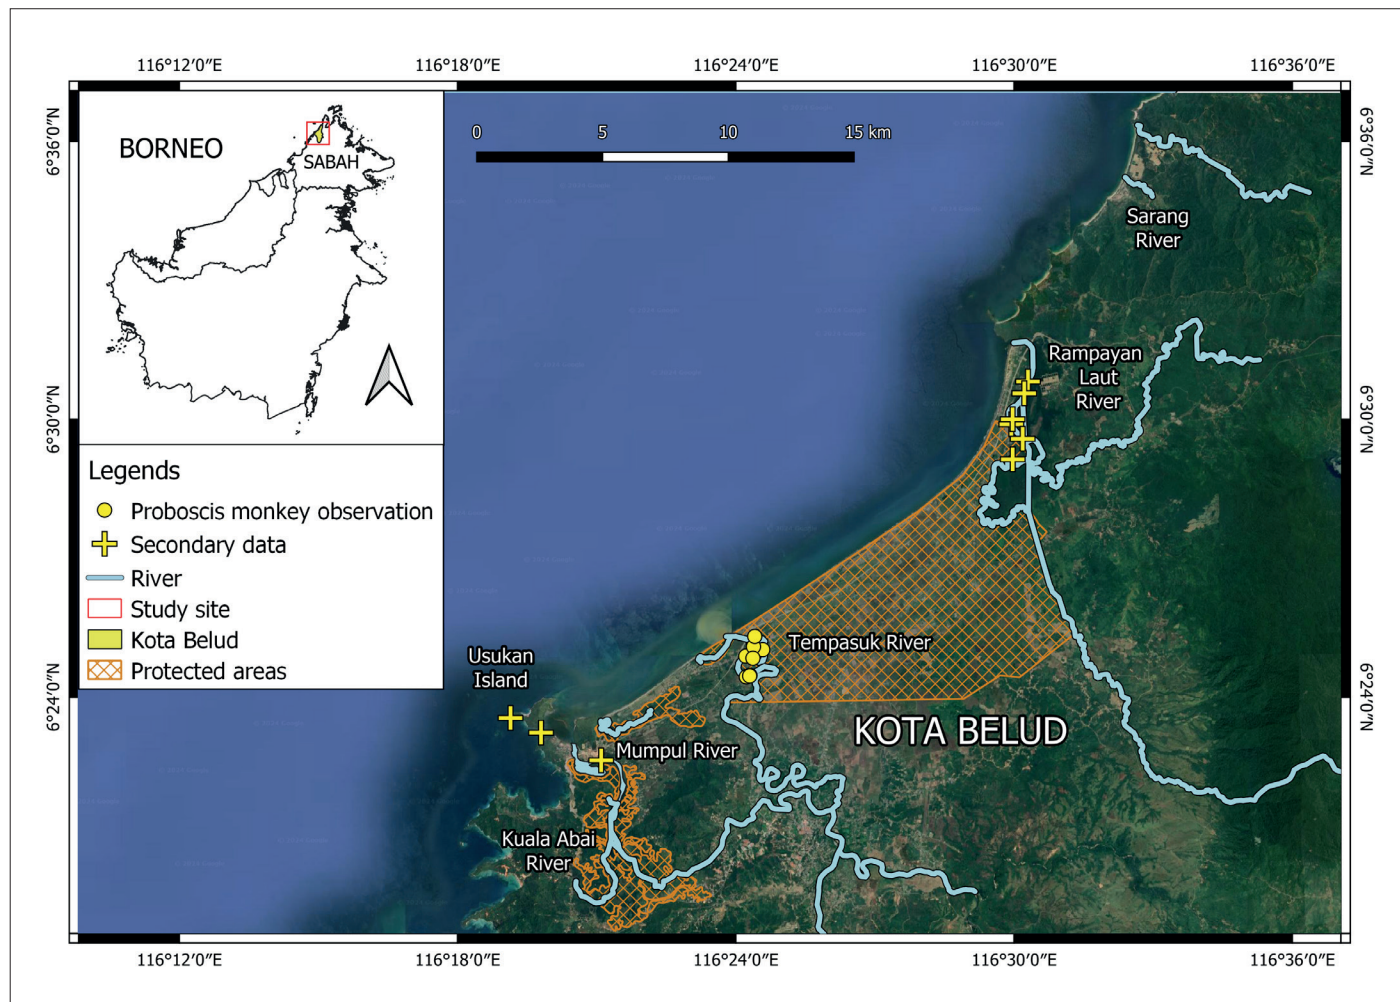 116°12′0″E
116°18′0″E
116°24′0″E
116°30′0″E
116°36′0″E
6°36′0″N
6°30′0″N
6°24′0″N
6°36′0″N
6°30′0″N
6°24′0″N
BORNEO
SABAH
0
5
10
15 km
Sarang
River
Rampayan
Laut
River
Legends
Proboscis monkey observation
Secondary data
River
Study site
Kota Belud
Protected areas
Usukan
Island
Tempasuk River
KOTA BELUD
Mumpul River
Kuala Abai
River
116°12′0″E
116°18′0″E
116°24′0″E
116°30′0″E
116°36′0″E